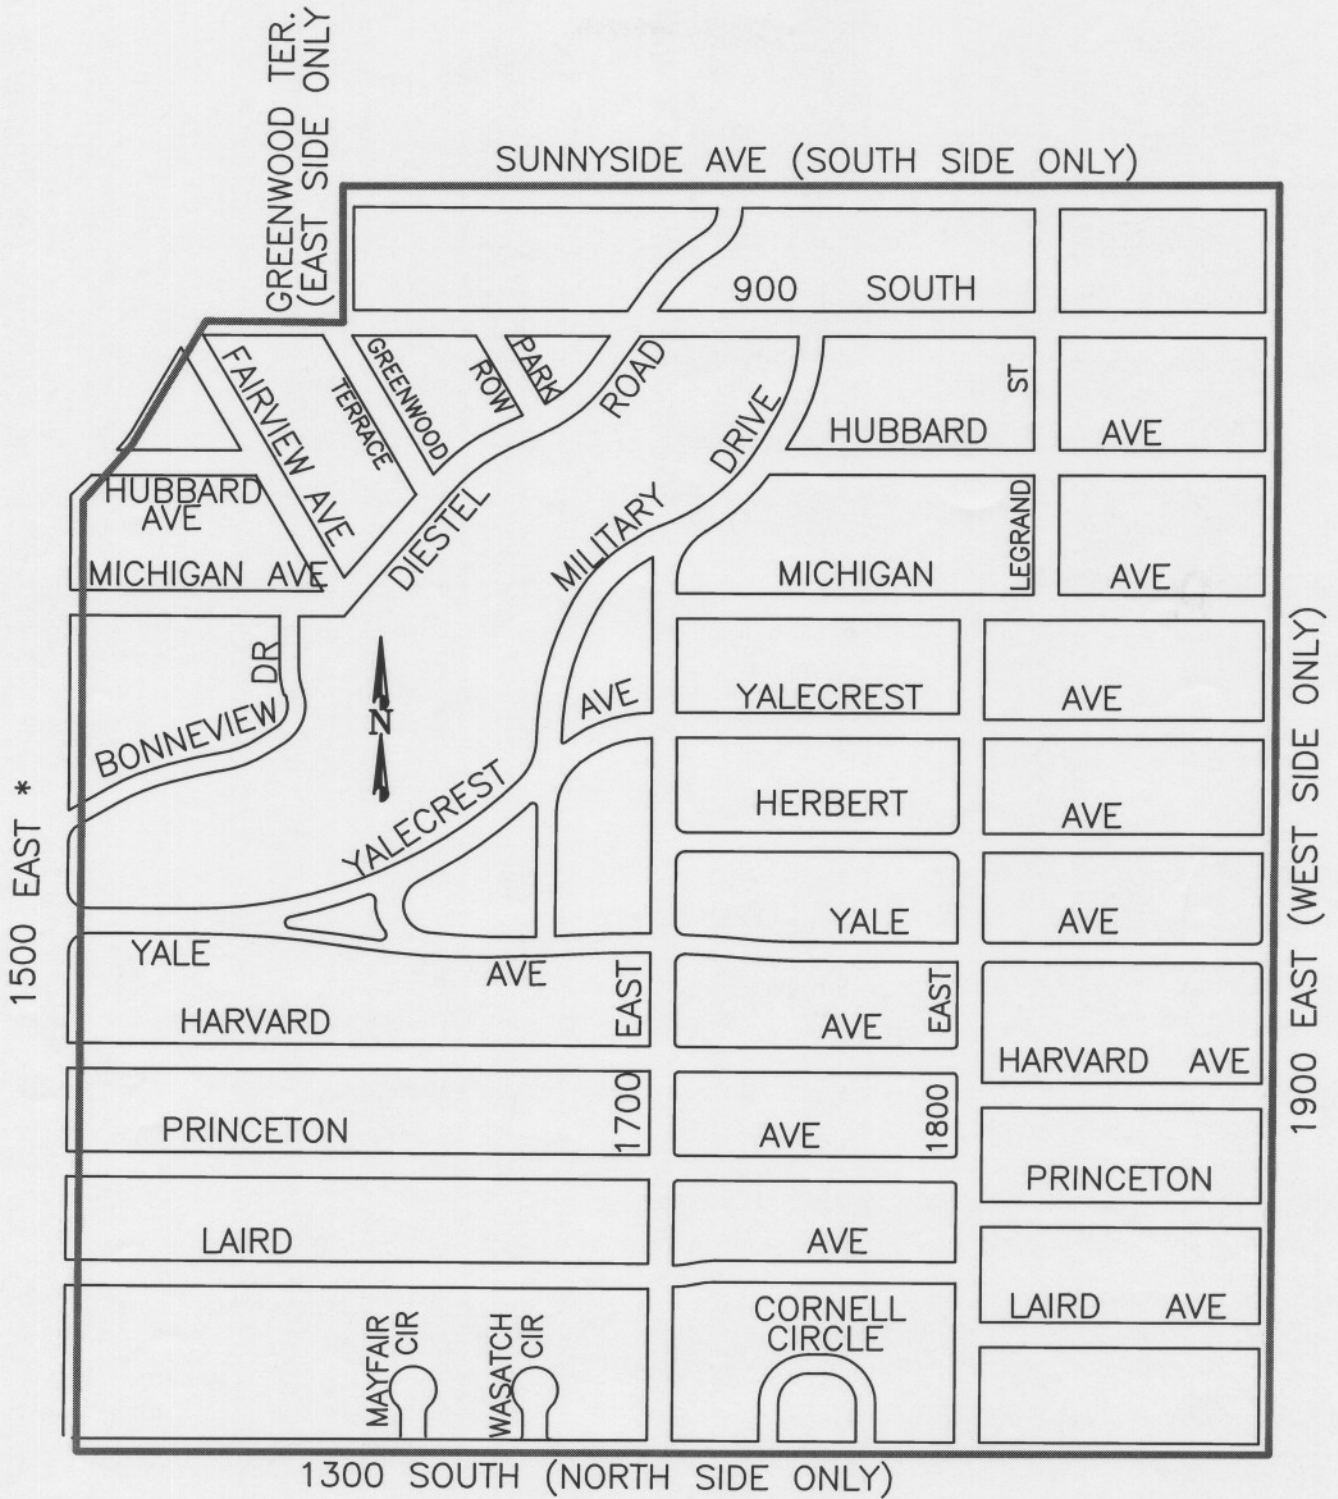 GREENWOOD TER.
(EAST SIDE ONLY
SUNNYSIDE AVE (SOUTH SIDE ONLY)
900 SOUTH
FAIRVIEW AVE
TERRACE
GREENWOOD
ROW
PARK
ROAD
DIESTEL
DRIVE
MILITARY
ST
HUBBARD
AVE
HUBBARD
AVE
MICHIGAN AVE
MICHIGAN
LEGRAND
AVE
DR
BONNEVIEW
N
AVE
YALECREST
YALECREST
AVE
HERBERT
AVE
1500 EAST *
1900 EAST (WEST SIDE ONLY)
YALE
AVE
YALE
AVE
HARVARD
EAST
AVE
EAST
HARVARD AVE
PRINCETON
1700
AVE
1800
PRINCETON
LAIRD
AVE
LAIRD AVE
MAYFAIR
CIR
WASATCH
CIR
CORNELL
CIRCLE
1300 SOUTH (NORTH SIDE ONLY)